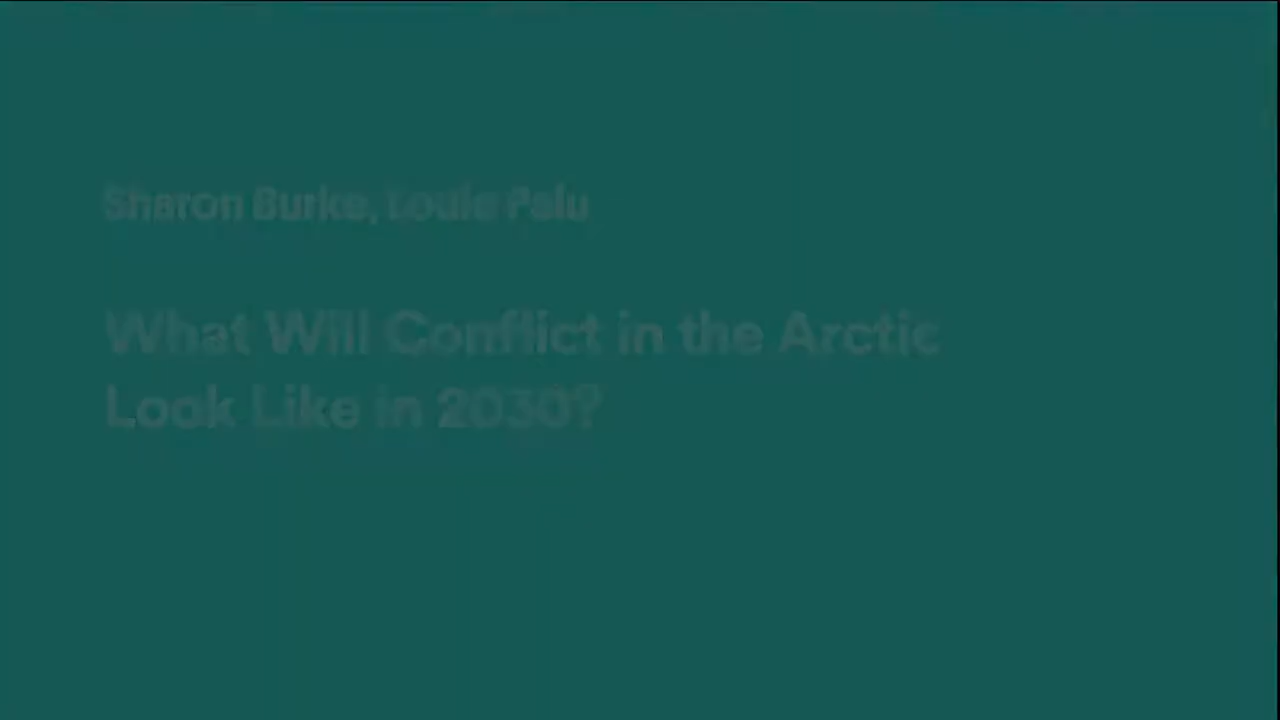 Sharon Burke, Louie Palu
What Will Conflict in the Arctic
Look Like in 2030?